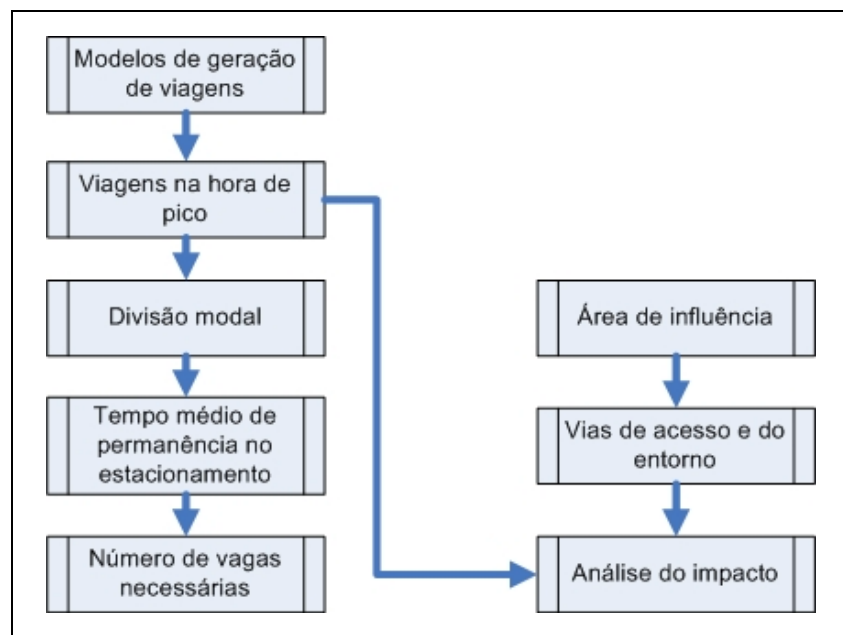 Modelos de geração
de viagens
Viagens na hora de
pico
Divisão modal
Tempo médio de
permanência no
estacionamento
Número de vagas
necessárias
Área de influência
Vias de acesso e do
entorno
Análise do impacto